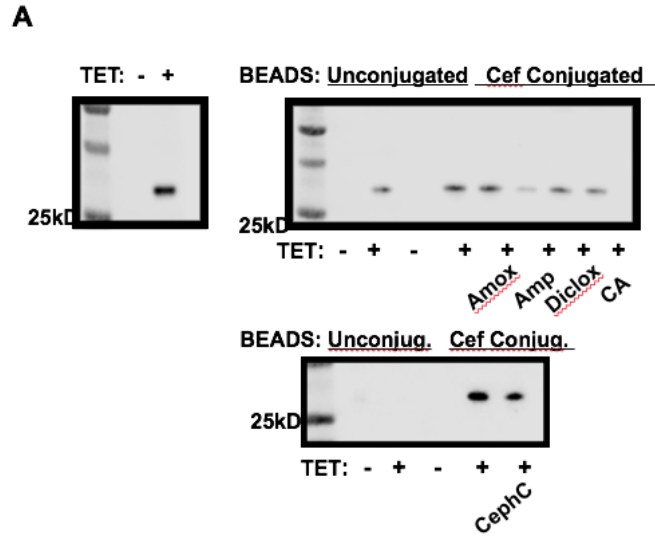 A
TET: - +
25kD
BEADS: Unconjugated Cef Conjugated
25kD
TET: - + - + + + + +
Amox Amp Diclox CA
BEADS: Unconjug. Cef Conjug.
25kD
TET: - + - + +
CephC